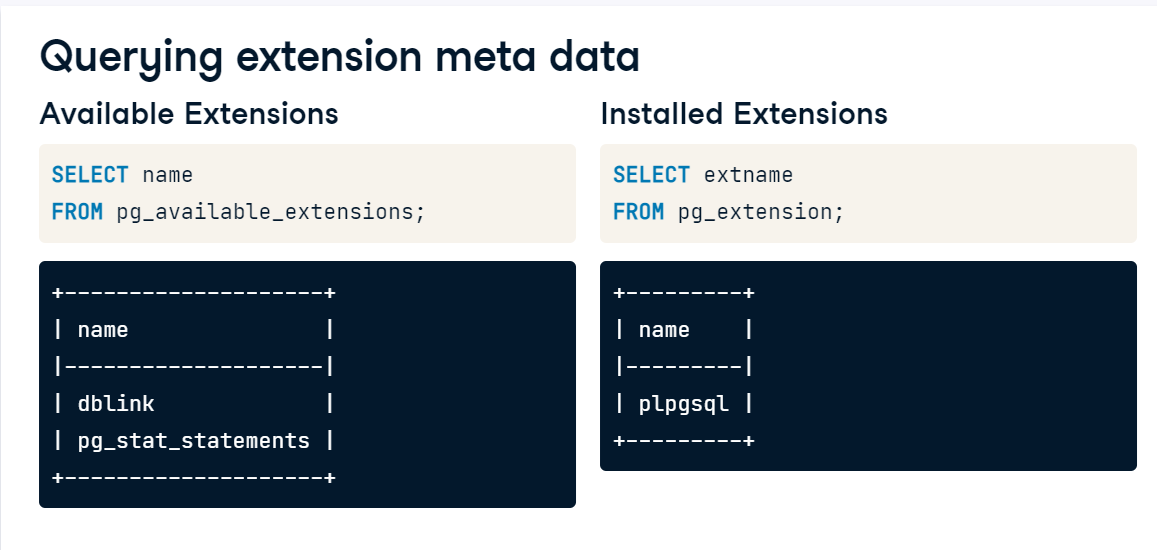 Querying extension meta data
Available Extensions
SELECT name
FROM pg_available_extensions;
+--------------------+
| name               |
|--------------------|
| dblink             |
| pg_stat_statements |
+--------------------+
Installed Extensions
SELECT extname
FROM pg_extension;
+---------+
| name    |
|---------|
| plpgsql |
+---------+